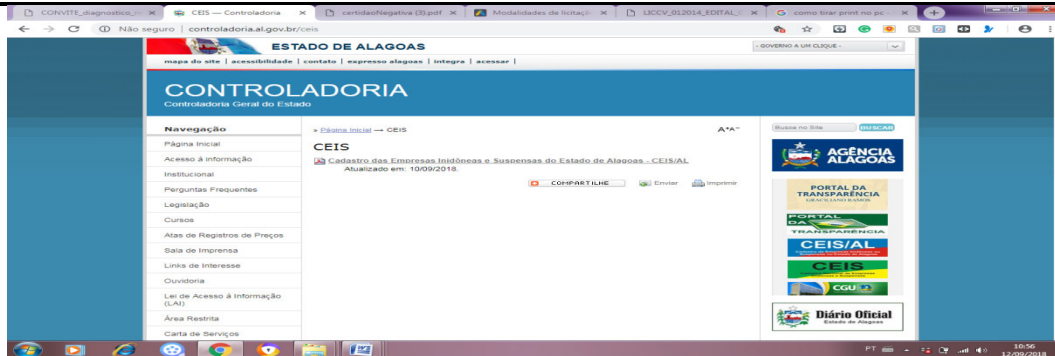 CONVITE_diagnostico_
CEIS — Controladoria
certidaoNegativa (3).pdf
Modalidades de licitaçã
LICCV_012014_EDITAL_
como tirar print no pc -
Não seguro | controladoria.al.gov.br/ceis
ESTADO DE ALAGOAS
- GOVERNO A UM CLIQUE -
mapa do site | acessibilidade | contato | expresso alagoas | integra | acessar |
CONTROLADORIA
Controladoria Geral do Estado
Navegação
Página Inicial
Acesso à informação
Institucional
Perguntas Frequentes
Legislação
Cursos
Atas de Registros de Preços
Sala de Imprensa
Links de Interesse
Ouvidoria
Lei de Acesso à Informação
(LAI)
Área Restrita
Carta de Serviços
» Página Inicial → CEIS
A+A-
CEIS
Cadastro das Empresas Inidôneas e Suspensas do Estado de Alagoas - CEIS/AL
Atualizado em: 10/09/2018.
COMPARTILHE
Enviar
Imprimir
Busca no Site
BUSCAR
AGÊNCIA
ALAGOAS
PORTAL DA
TRANSPARÊNCIA
GRACILIANO RAMOS
PORTAL
DA
TRANSPARÊNCIA
CEIS/AL
CEIS
CGU
Diário Oficial
Estado de Alagoas
PT
10:56
12/09/2018